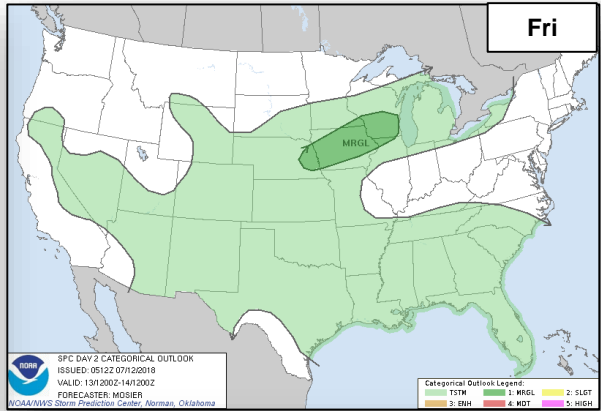 Fri
MRGL
SPC DAY 2 CATEGORICAL OUTLOOK
ISSUED: 0512Z 07/12/2018
VALID: 13/1200Z-14/1200Z
FORECASTER: MOSIER
NOAA/NWS Storm Prediction Center, Norman, Oklahoma
NOAA
Categorical Outlook Legend:
TSTM 1: MRGL 2: SLGT
3: ENH 4: MDT 5: HIGH